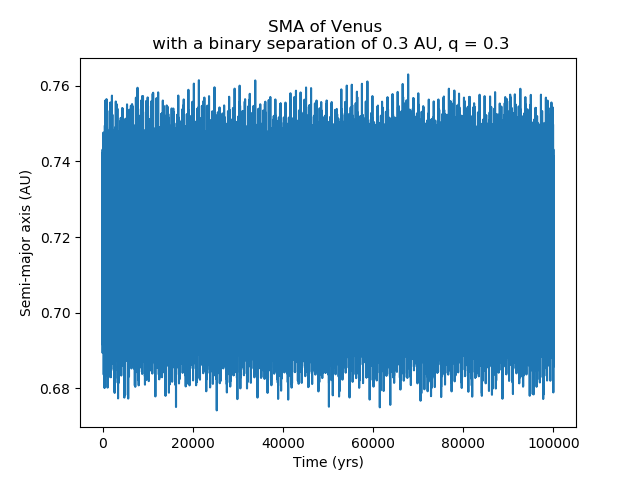 SMA of Venus
with a binary separation of 0.3 AU, q = 0.3
0.76
0.74
0.72
0.70
0.68
Semi-major axis (AU)
0 20000 40000 60000 80000 100000
Time (yrs)